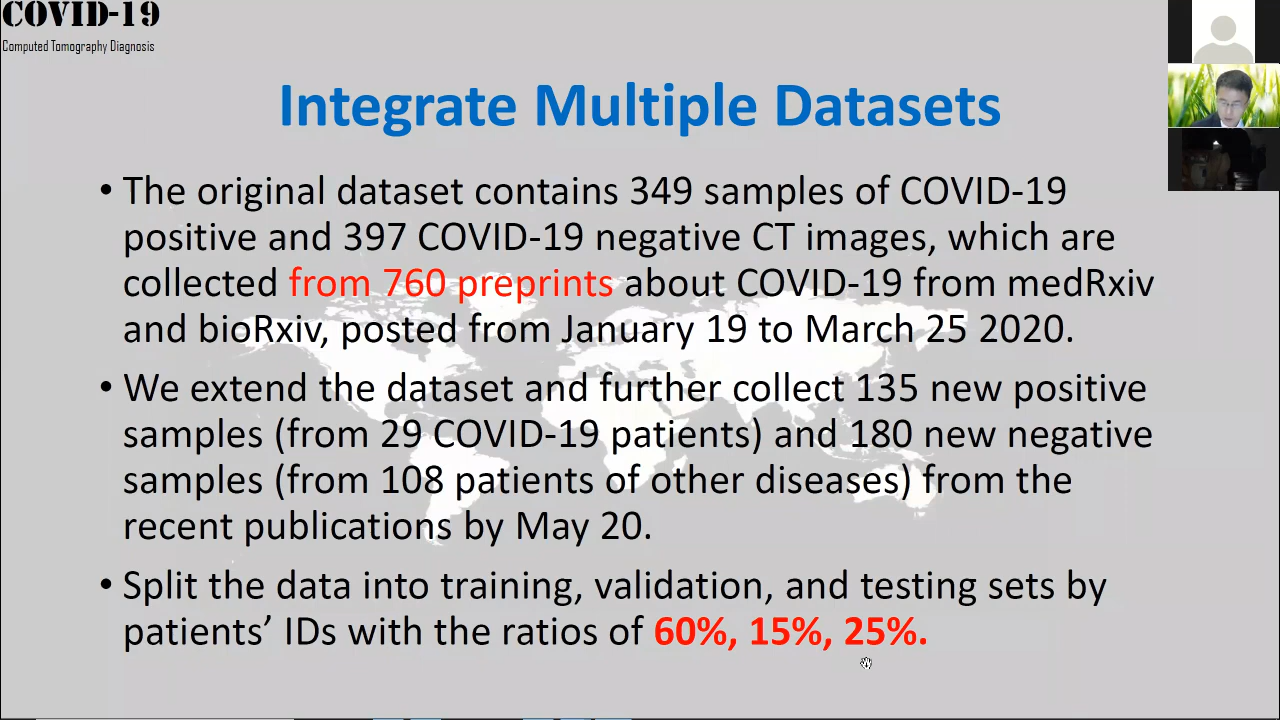 COVID-19
Computed Tomography Diagnosis
Integrate Multiple Datasets
• The original dataset contains 349 samples of COVID-19
positive and 397 COVID-19 negative CT images, which are
collected from 760 preprints about COVID-19 from medRxiv
and bioRxiv, posted from January 19 to March 25 2020.
• We extend the dataset and further collect 135 new positive
samples (from 29 COVID-19 patients) and 180 new negative
samples (from 108 patients of other diseases) from the
recent publications by May 20.
• Split the data into training, validation, and testing sets by
patients’ IDs with the ratios of 60%, 15%, 25%.